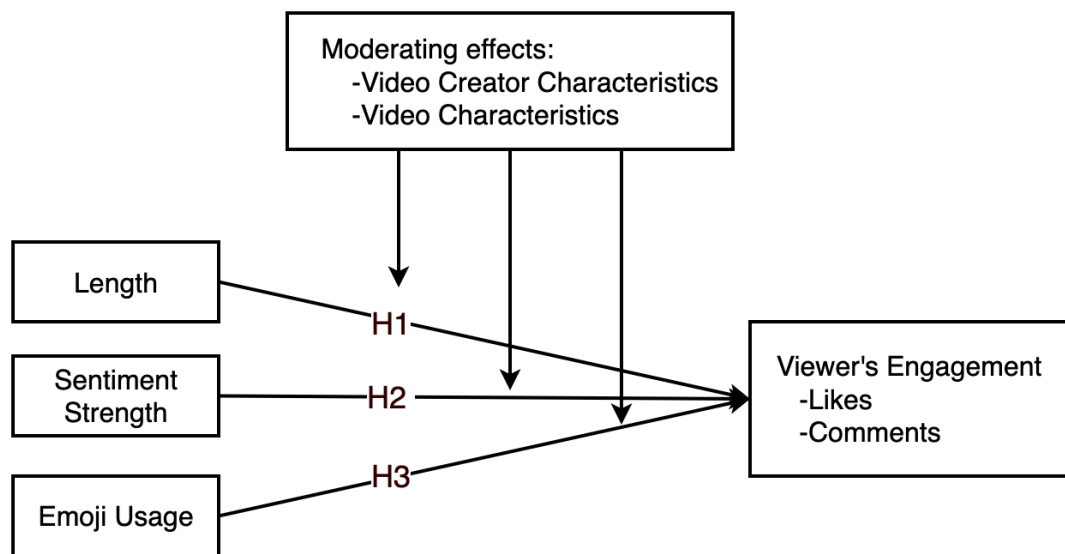 Moderating effects:
-Video Creator Characteristics
-Video Characteristics
Length
H1
Sentiment
Strength
H2
Viewer's Engagement
-Likes
-Comments
H3
Emoji Usage